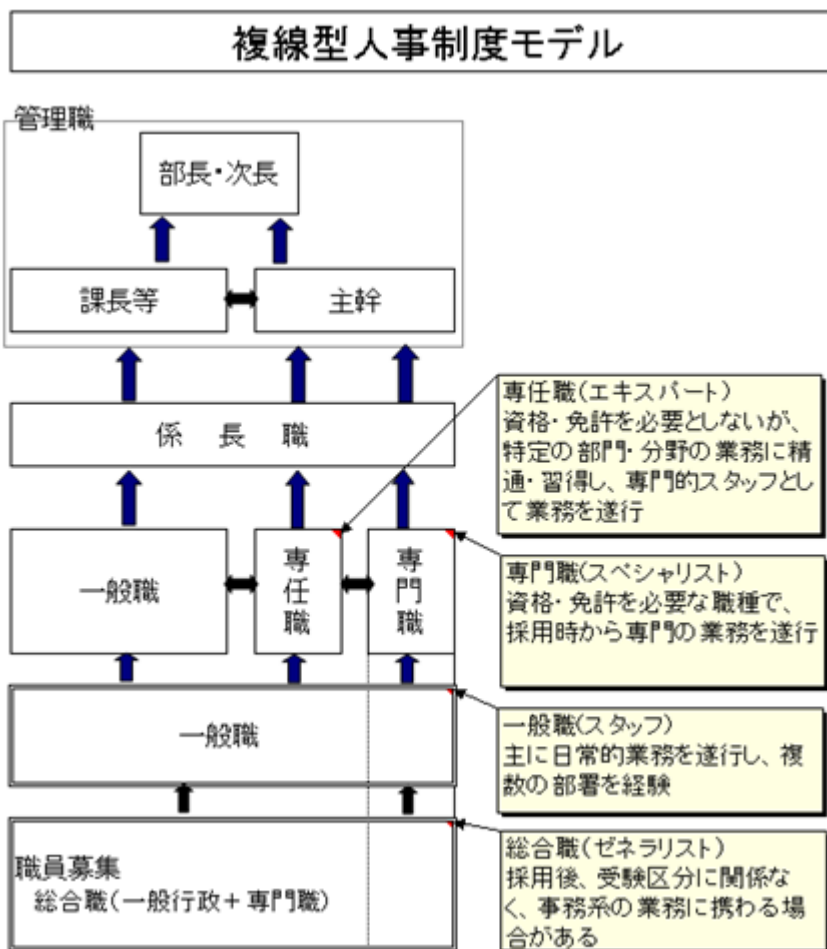 複線型人事制度モデル
管理職
部長・次長
課長等
主幹
係長職
一般職
専任職
専門職
一般職
職員募集
総合職(一般行政+専門職)
専任職(エキスパート)
資格・免許を必要としないが、
特定の部門・分野の業務に精
通・習得し、専門的スタッフとし
て業務を遂行
専門職(スペシャリスト)
資格・免許を必要な職種で、
採用時から専門の業務を遂行
一般職(スタッフ)
主に日常的業務を遂行し、複
数の部署を経験
総合職(ゼネラリスト)
採用後、受験区分に関係な
く、事務系の業務に携わる場
合がある